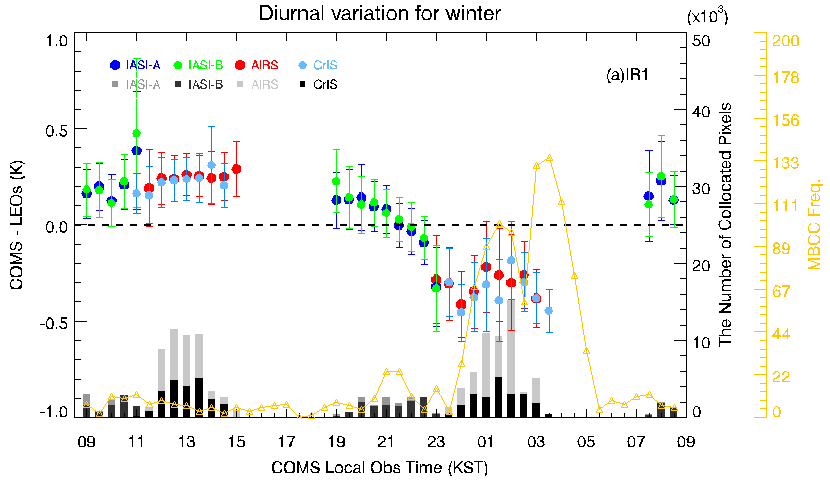 Diurnal variation for winter
(x10³)
1.0
0.5
0.0
-0.5
-1.0
COMS - LEOs (K)
IASI-A IASI-B AIRS CrIS
IASI-A IASI-B AIRS CrIS
(a)IR1
50
40
30
20
10
0
The Number of Collocated Pixels
200
178
156
133
111
89
67
44
22
0
MBCC Freq.
09 11 13 15 17 19 21 23 01 03 05 07 09
COMS Local Obs Time (KST)